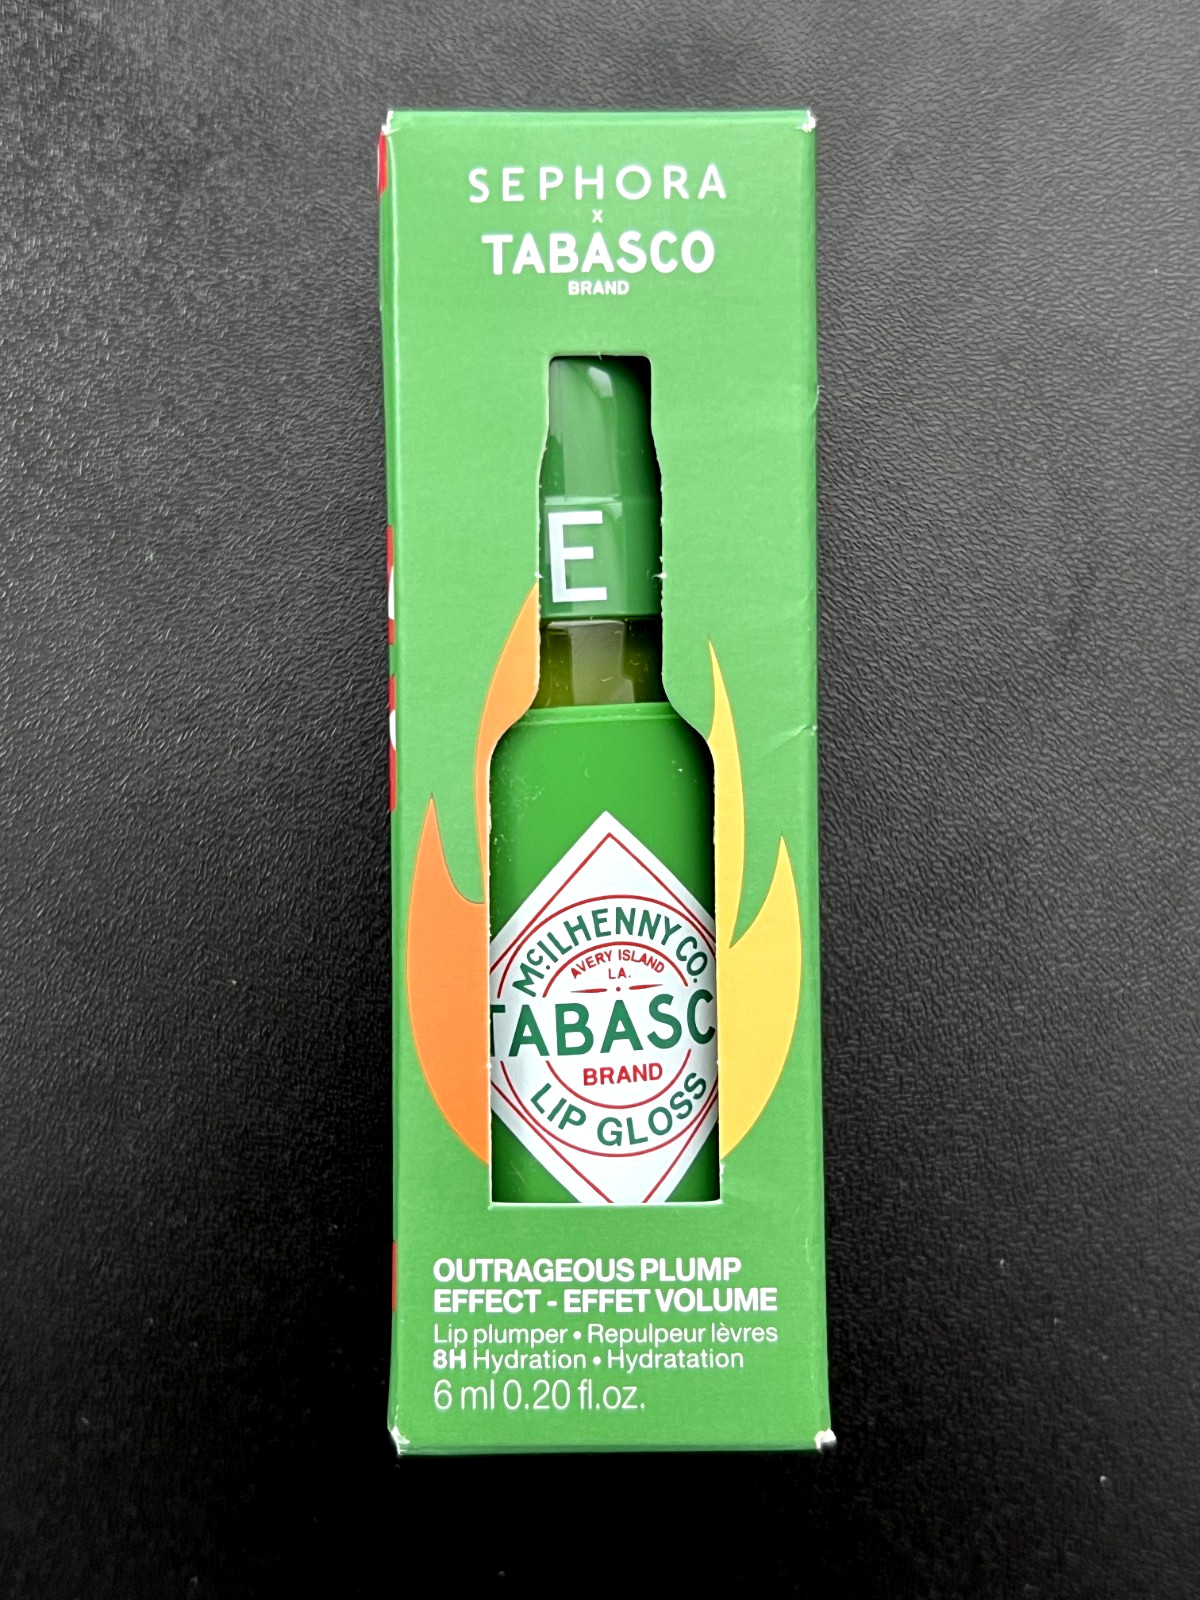 SEPHORA
X
TABASCO
BRAND
E
McILHENNY CO.
AVERY ISLAND
LA.
TABASC
BRAND
LIP GLOSS
OUTRAGEOUS PLUMP
EFFECT - EFFET VOLUME
Lip plumper • Repulpeur lèvres
8H Hydration • Hydratation
6 ml 0.20 fl.oz.